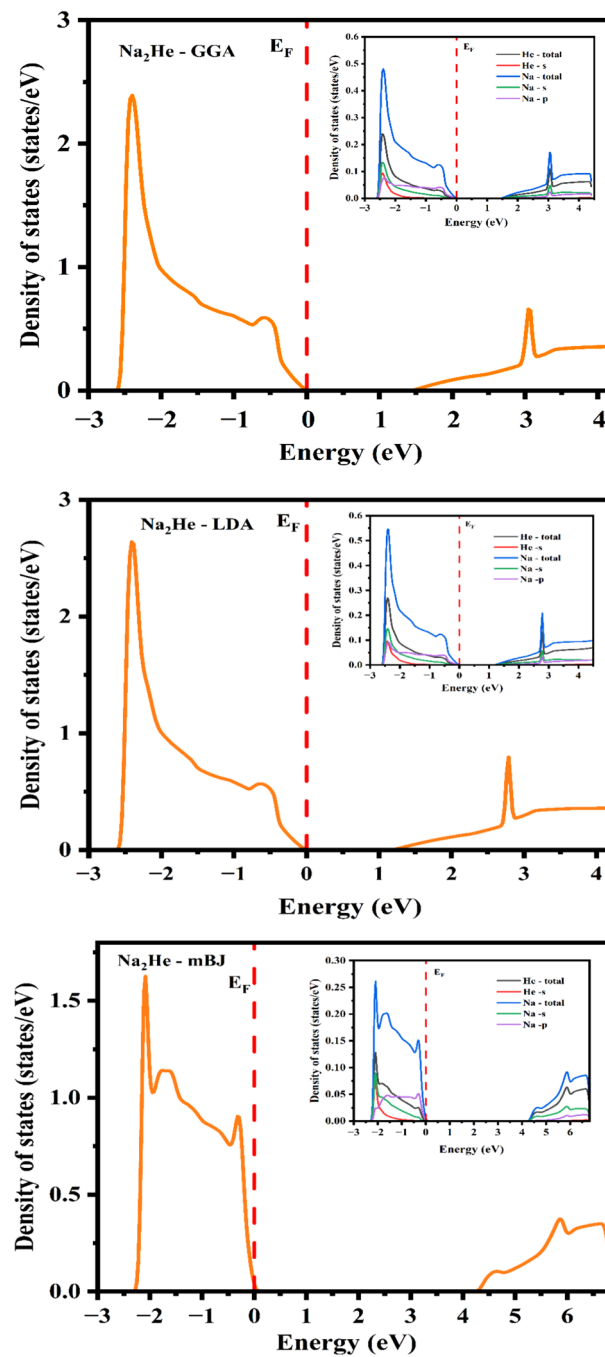 Na₂He - GGA
E_F
Density of states (states/eV)
3
2
1
0
−3 −2 −1 0 1 2 3 4
Energy (eV)
E_F
He - total
He - s
Na - total
Na - s
Na - p
Density of states (states/eV)
0.6
0.5
0.4
0.3
0.2
0.1
0.0
−3 −2 −1 0 1 2 3 4
Energy (eV)
Na₂He - LDA
E_F
Density of states (states/eV)
3
2
1
0
−3 −2 −1 0 1 2 3 4
Energy (eV)
E_F
He - total
He -s
Na - total
Na -s
Na -p
Density of states (states/eV)
0.6
0.5
0.4
0.3
0.2
0.1
0.0
−3 −2 −1 0 1 2 3 4
Energy (eV)
Na₂He - mBJ
E_F
Density of states (states/eV)
1.5
1.0
0.5
0.0
−3 −2 −1 0 1 2 3 4 5 6
Energy (eV)
E_F
He - total
He -s
Na - total
Na -s
Na -p
Density of states (states/eV)
0.30
0.25
0.20
0.15
0.10
0.05
0.00
−3 −2 −1 0 1 2 3 4 5 6
Energy (eV)